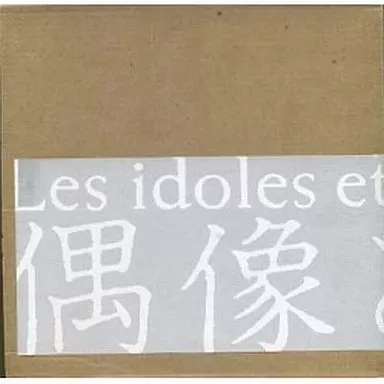 Les idoles et
偶像